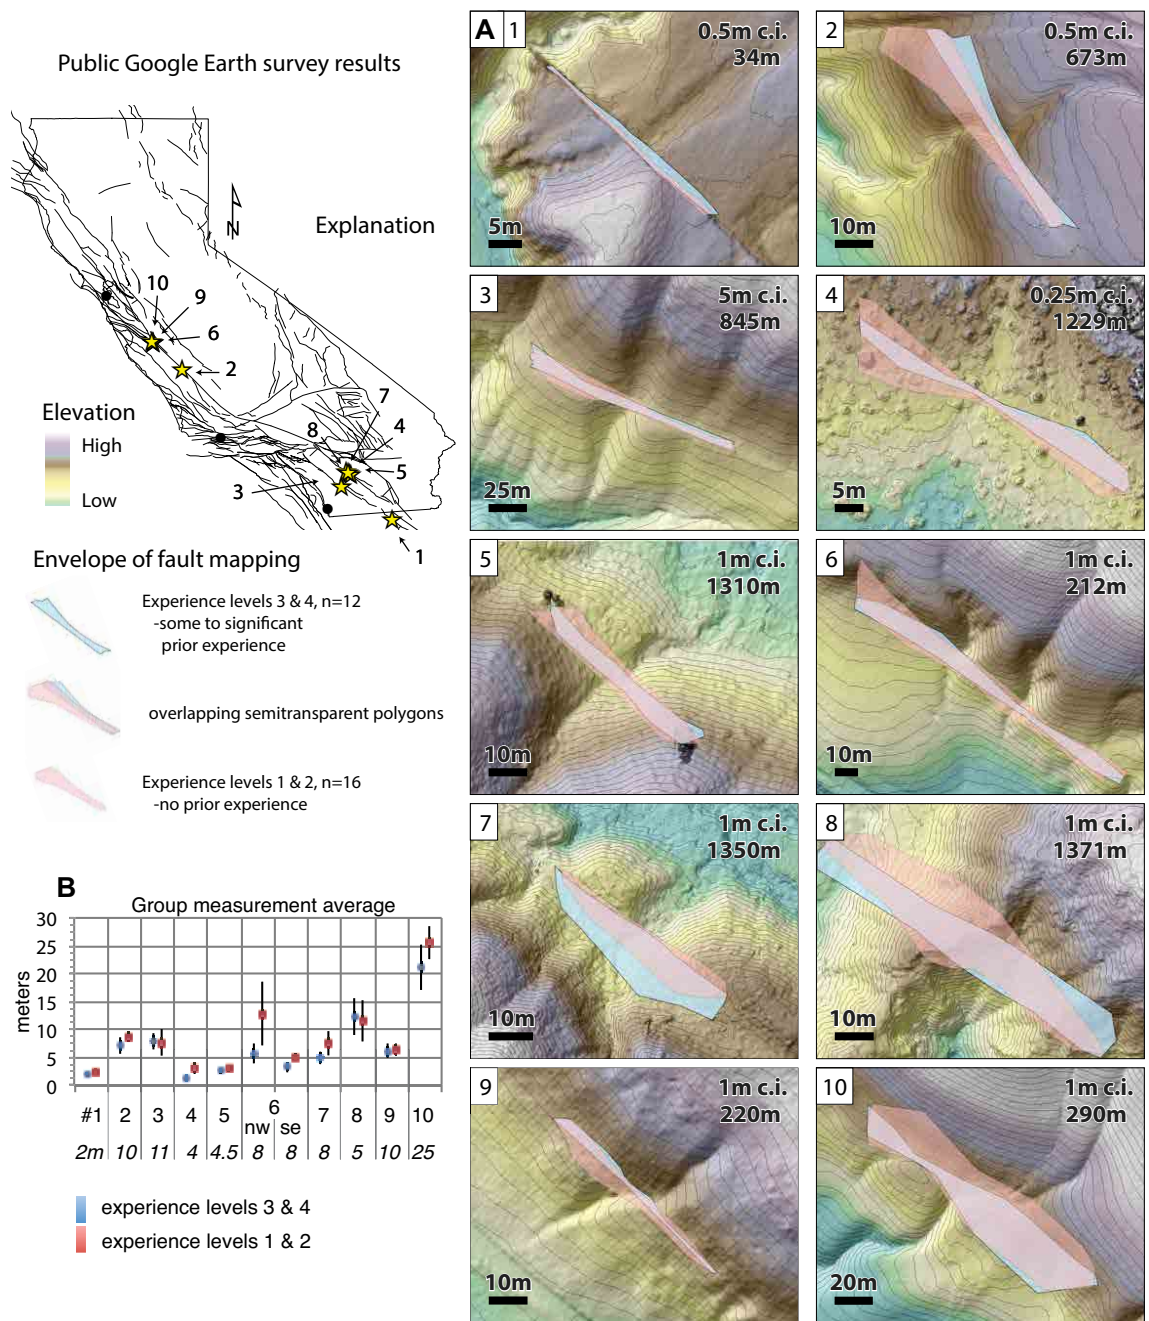 Public Google Earth survey results
N
Explanation
10
9
6
2
7
4
8
5
3
1
Elevation
High
Low
Envelope of fault mapping
Experience levels 3 & 4, n=12
-some to significant
prior experience
overlapping semitransparent polygons
Experience levels 1 & 2, n=16
-no prior experience
A
1
0.5m c.i.
34m
5m
2
0.5m c.i.
673m
10m
3
5m c.i.
845m
25m
4
0.25m c.i.
1229m
5m
5
1m c.i.
1310m
10m
6
1m c.i.
212m
10m
7
1m c.i.
1350m
10m
8
1m c.i.
1371m
10m
9
1m c.i.
220m
10m
10
1m c.i.
290m
20m
B
Group measurement average
meters
30
25
20
15
10
5
0
#1 2 3 4 5 6 7 8 9 10
nw se
2m 10 11 4 4.5 8 8 8 5 10 25
experience levels 3 & 4
experience levels 1 & 2